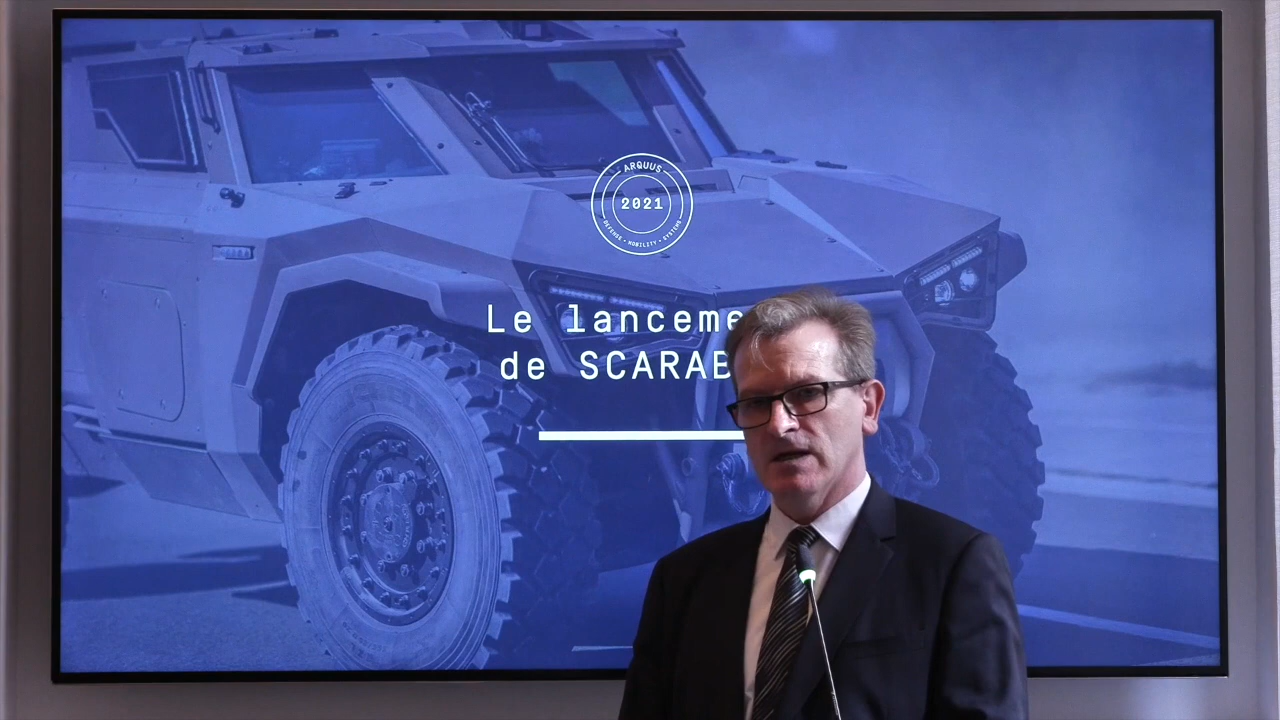 ARQUUS
2021
DEFENSE • MOBILITY • SYSTEMS
Le lanceme
de SCARAB